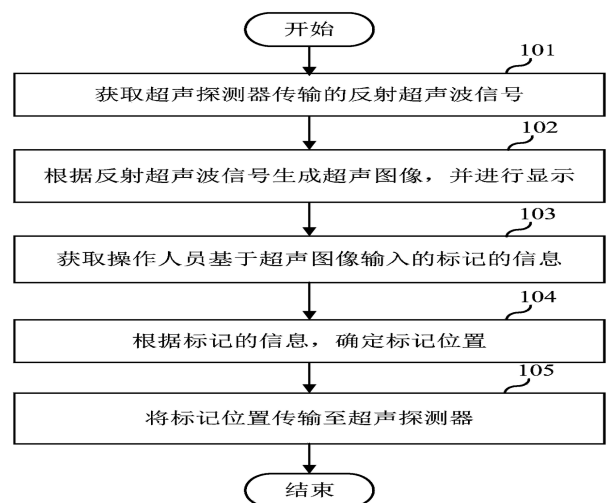 开始
101
获取超声探测器传输的反射超声波信号
102
根据反射超声波信号生成超声图像，并进行显示
103
获取操作人员基于超声图像输入的标记的信息
104
根据标记的信息，确定标记位置
105
将标记位置传输至超声探测器
结束